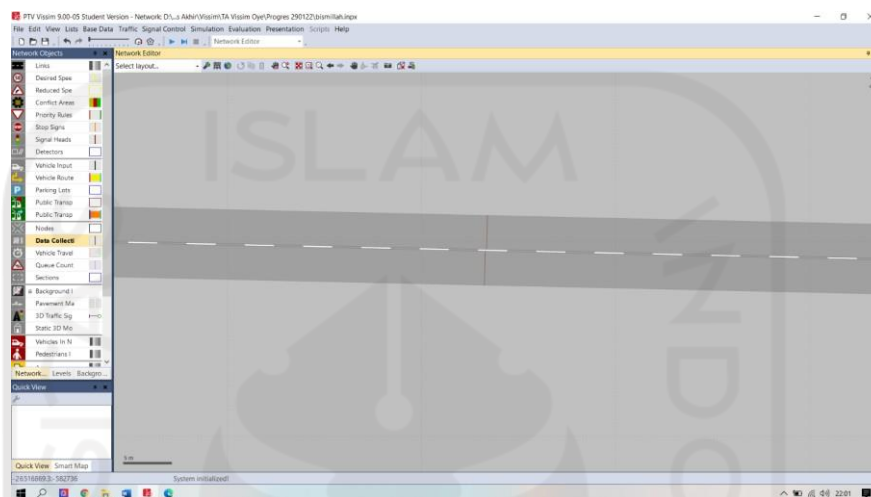 PTV Vissim 9.00-05 Student Version - Network: D:\...s Akhir\Vissim\TA Vissim Oye\Progres 290122\bismillah.inpx
File Edit View Lists Base Data Traffic Signal Control Simulation Evaluation Presentation Scripts Help
Network Editor
Network Objects
Network Editor
Select layout...
Links
Desired Spee
Reduced Spe
Conflict Areas
Priority Rules
Stop Signs
Signal Heads
Detectors
Vehicle Input
Vehicle Route
Parking Lots
Public Transp
Public Transp
Nodes
Data Collecti
Vehicle Travel
Queue Count
Sections
Background I
Pavement Ma
3D Traffic Sig
Static 3D Mo
Vehicles In N
Pedestrians I
Network... Levels Backgro...
Quick View
Quick View Smart Map
5 m
System initialized!
22:01
ISLAM